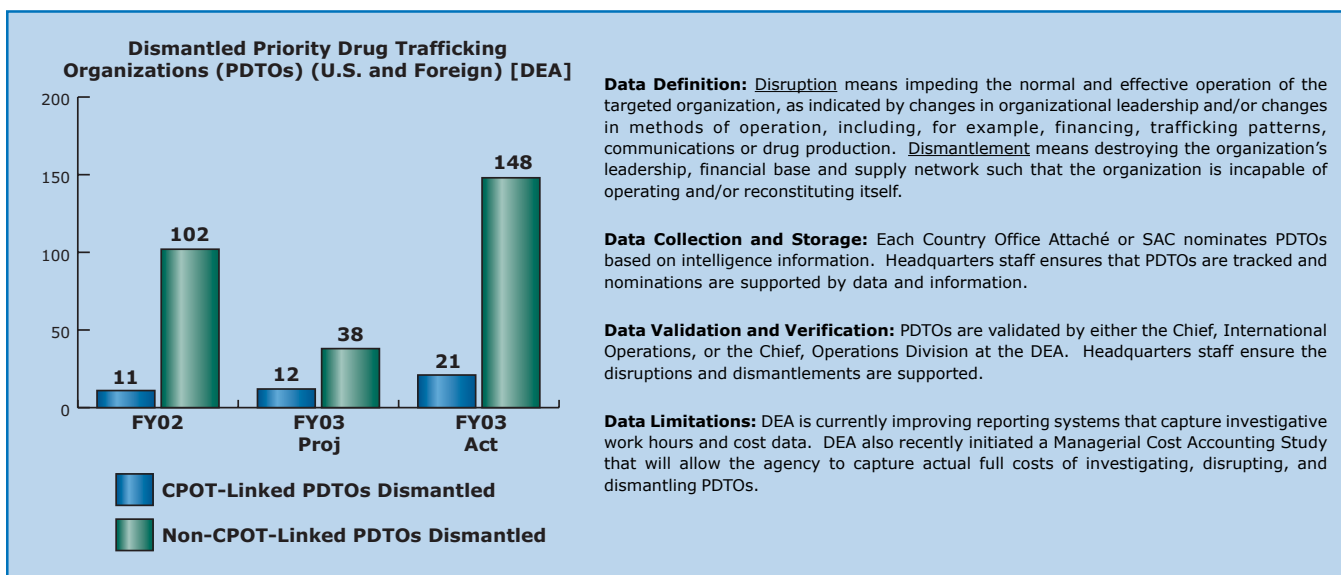 Dismantled Priority Drug Trafficking
Organizations (PDTOs) (U.S. and Foreign) [DEA]
200
150
100
50
0
11
102
12
38
21
148
FY02
FY03
Proj
FY03
Act
CPOT-Linked PDTOs Dismantled
Non-CPOT-Linked PDTOs Dismantled
Data Definition: Disruption means impeding the normal and effective operation of the
targeted organization, as indicated by changes in organizational leadership and/or changes
in methods of operation, including, for example, financing, trafficking patterns,
communications or drug production. Dismantlement means destroying the organization’s
leadership, financial base and supply network such that the organization is incapable of
operating and/or reconstituting itself.
Data Collection and Storage: Each Country Office Attaché or SAC nominates PDTOs
based on intelligence information. Headquarters staff ensures that PDTOs are tracked and
nominations are supported by data and information.
Data Validation and Verification: PDTOs are validated by either the Chief, International
Operations, or the Chief, Operations Division at the DEA. Headquarters staff ensure the
disruptions and dismantlements are supported.
Data Limitations: DEA is currently improving reporting systems that capture investigative
work hours and cost data. DEA also recently initiated a Managerial Cost Accounting Study
that will allow the agency to capture actual full costs of investigating, disrupting, and
dismantling PDTOs.